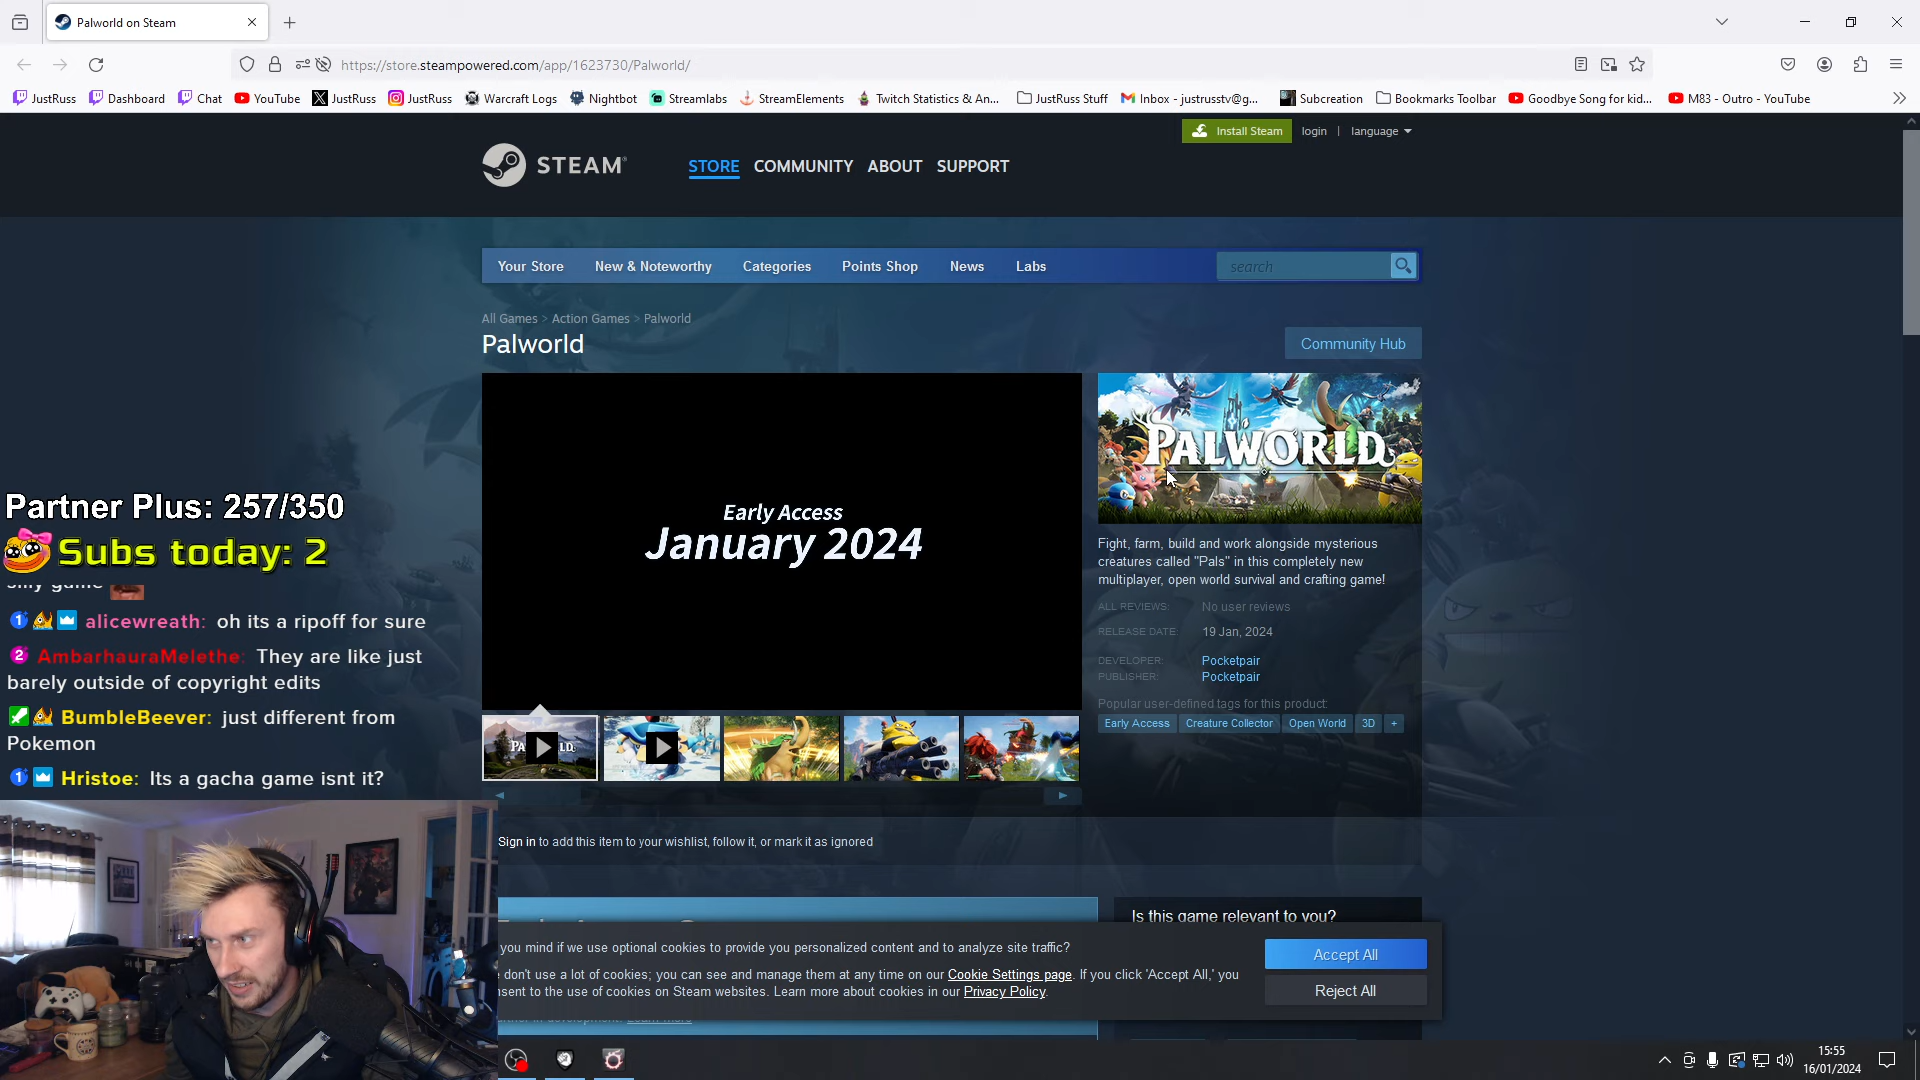 Palworld on Steam
https://store.steampowered.com/app/1623730/Palworld/
JustRuss
Dashboard
Chat
YouTube
JustRuss
JustRuss
Warcraft Logs
Nightbot
Streamlabs
StreamElements
Twitch Statistics & An...
JustRuss Stuff
Inbox - justrusstv@g...
Subcreation
Bookmarks Toolbar
Goodbye Song for kid...
M83 - Outro - YouTube
Install Steam
login
language
STEAM
STORE
COMMUNITY
ABOUT
SUPPORT
Your Store
New & Noteworthy
Categories
Points Shop
News
Labs
search
All Games > Action Games > Palworld
Palworld
Community Hub
Early Access
January 2024
PALWORLD
Fight, farm, build and work alongside mysterious
creatures called "Pals" in this completely new
multiplayer, open world survival and crafting game!
ALL REVIEWS: No user reviews
RELEASE DATE: 19 Jan, 2024
DEVELOPER: Pocketpair
PUBLISHER: Pocketpair
Popular user-defined tags for this product:
Early Access
Creature Collector
Open World
3D
+
Sign in to add this item to your wishlist, follow it, or mark it as ignored
Is this game relevant to you?
you mind if we use optional cookies to provide you personalized content and to analyze site traffic?
don't use a lot of cookies; you can see and manage them at any time on our Cookie Settings page. If you click 'Accept All,' you
nsent to the use of cookies on Steam websites. Learn more about cookies in our Privacy Policy.
Accept All
Reject All
Partner Plus: 257/350
Subs today: 2
silly game
1 alicewreath: oh its a ripoff for sure
2 AmbarhauraMelethe: They are like just
barely outside of copyright edits
BumbleBeever: just different from
Pokemon
1 Hristoe: Its a gacha game isnt it?
15:55
16/01/2024